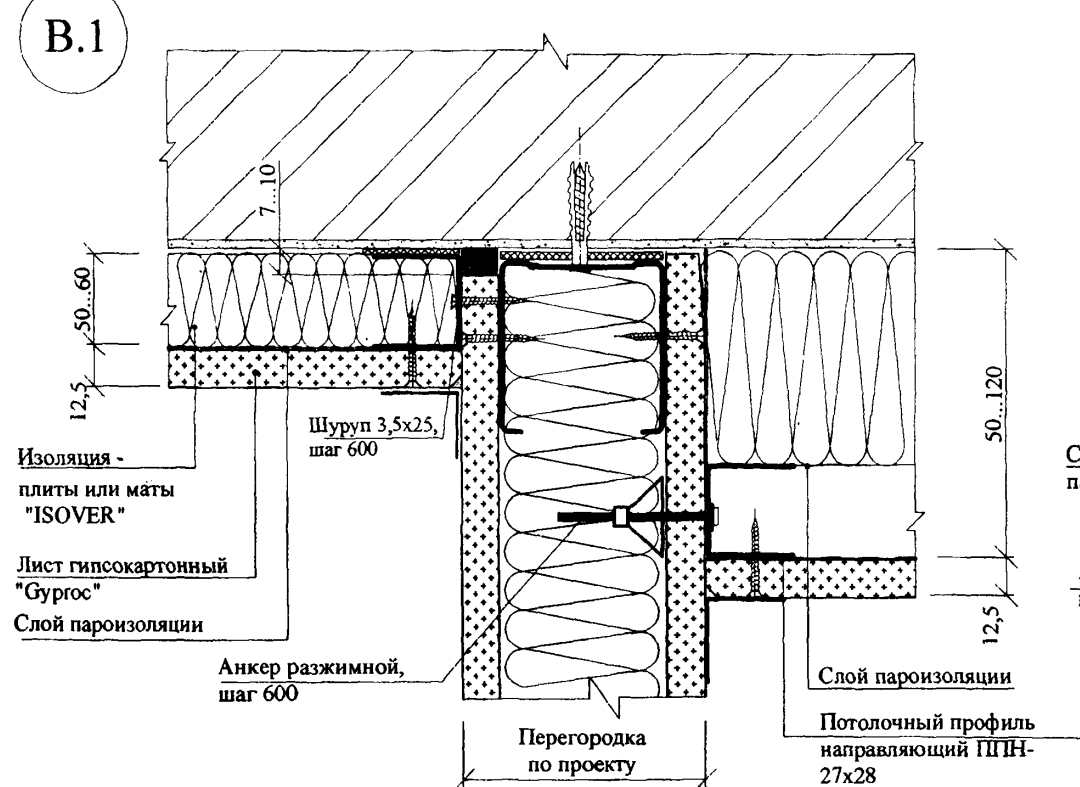 В.1
7...10
50...60
12,5
50...120
12,5
Шуруп 3,5х25,
шаг 600
Изоляция -
плиты или маты
"ISOVER"
Лист гипсокартонный
"Gyproc"
Слой пароизоляции
Анкер разжимной,
шаг 600
Перегородка
по проекту
Слой пароизоляции
Потолочный профиль
направляющий ППН-
27х28